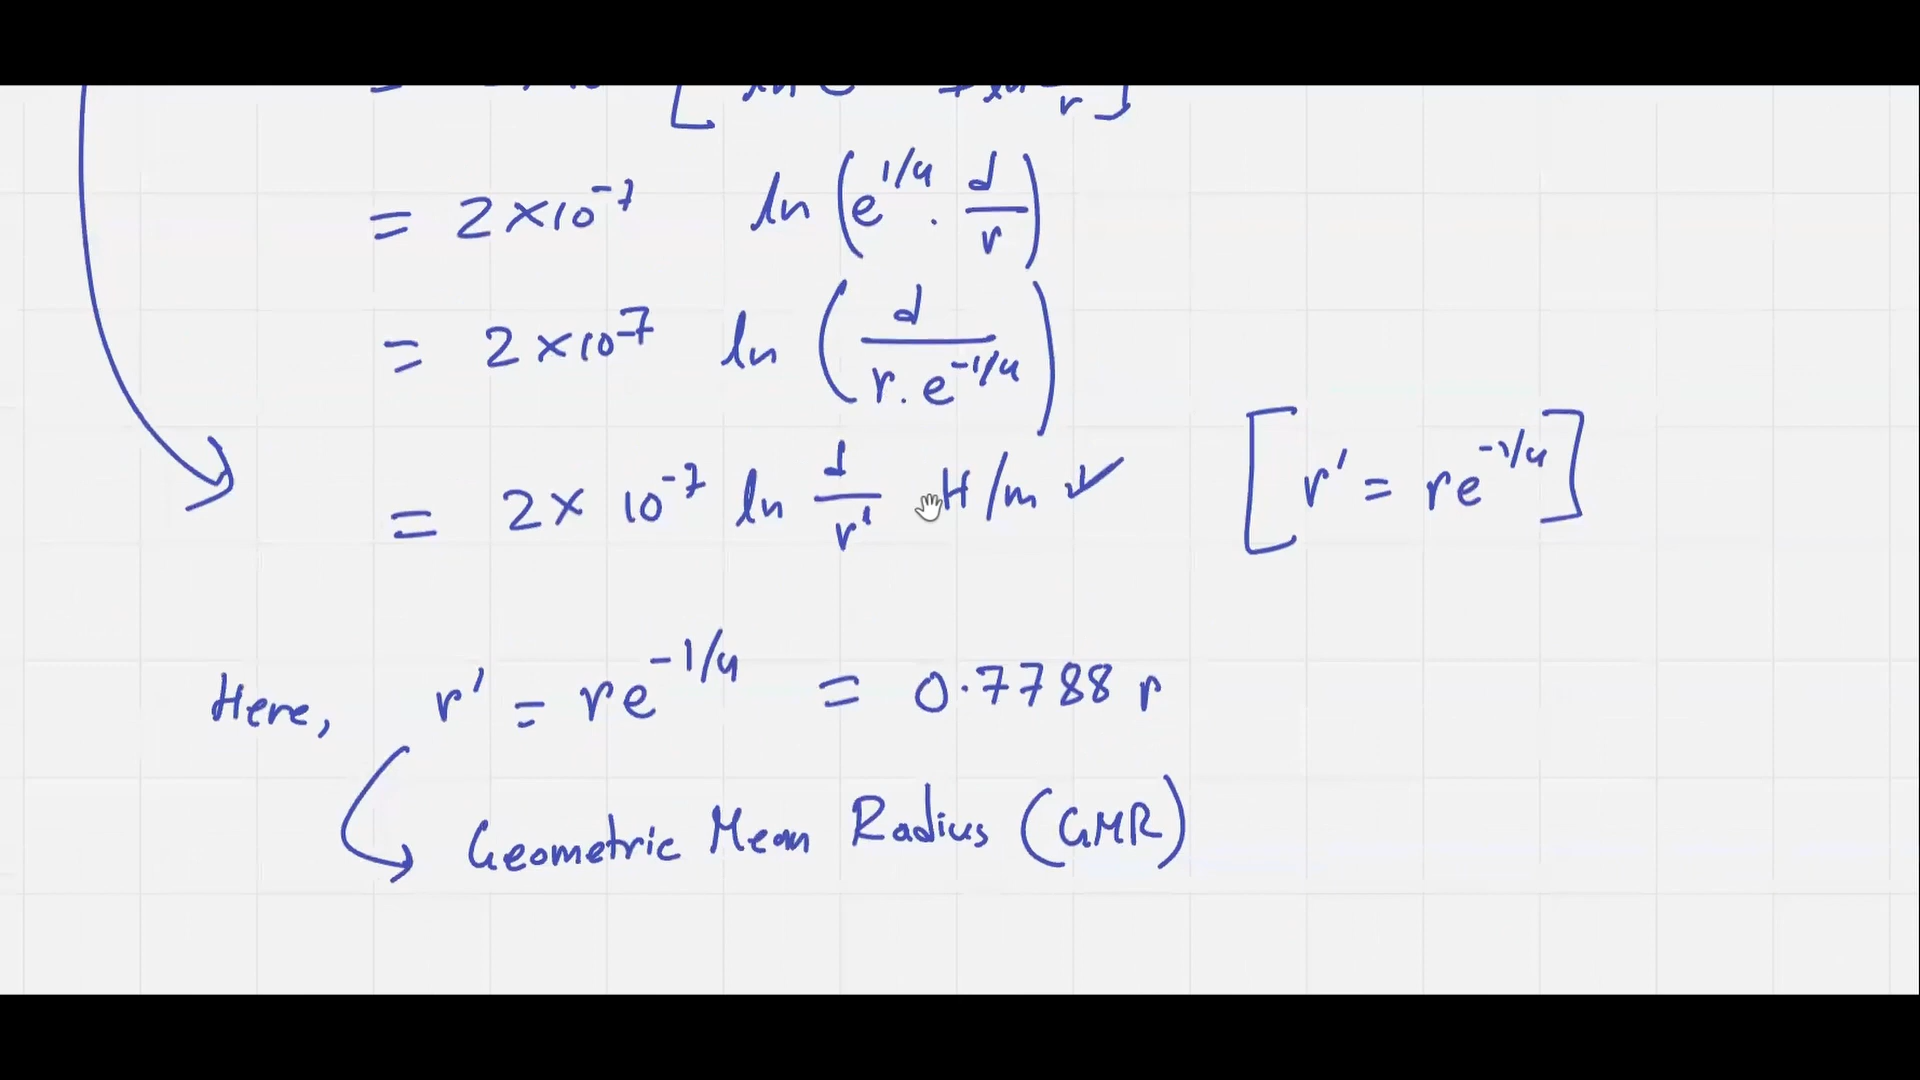 = 2×10⁻⁷ ln (e^{1/4} · d/r)
= 2×10⁻⁷ ln (d / r.e^{-1/4})
= 2× 10⁻⁷ ln d/r' H/m ✓ [r' = re^{-1/4}]
Here, r' = re^{-1/4} = 0.7788 r
Geometric Mean Radius (GMR)